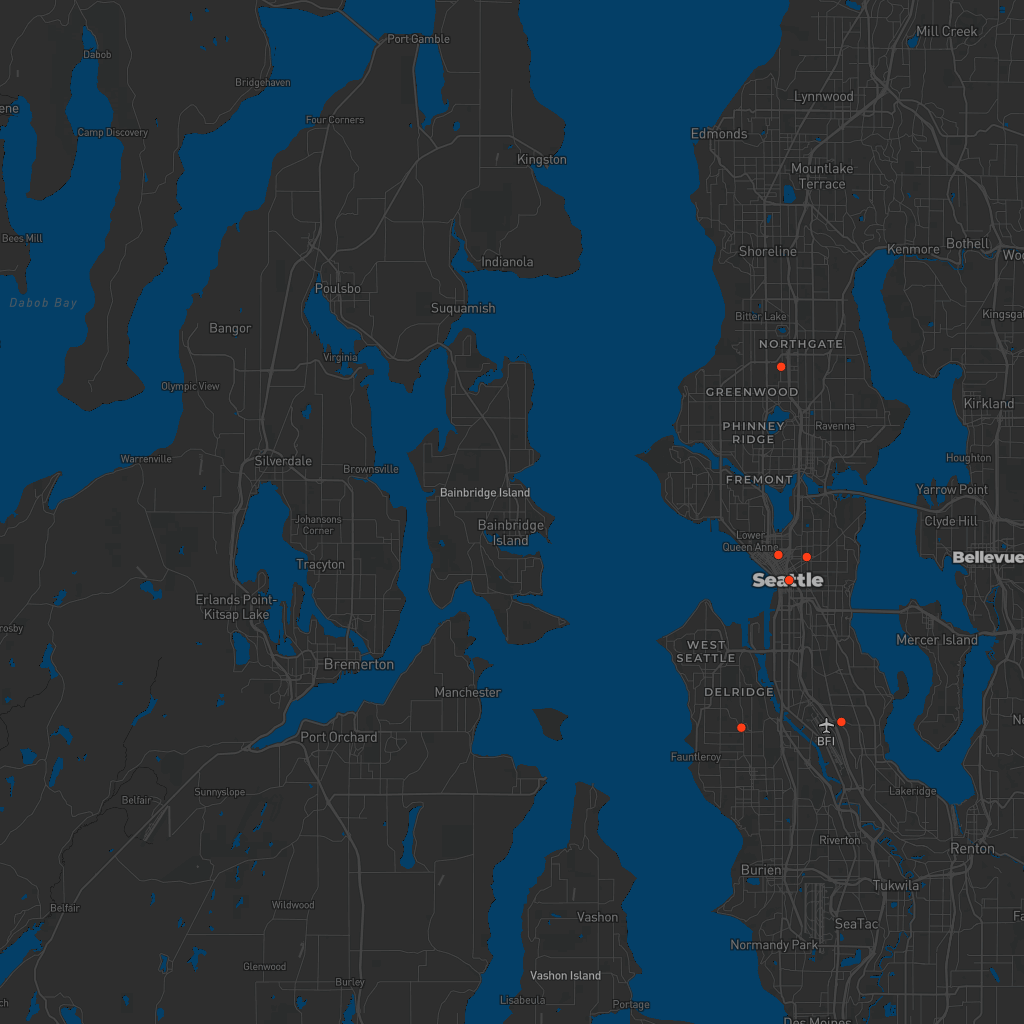 Mill Creek
Port Gamble
Dabob
Bridgehaven
Lynnwood
Four Corners
Camp Discovery
Edmonds
Kingston
Mountlake
Terrace
Bees Mill
Bothell
Kenmore
Shoreline
Indianola
Poulsbo
Dabob Bay
Suquamish
Bitter Lake
Bangor
NORTHGATE
Virginia
Olympic View
GREENWOOD
Kirkland
PHINNEY
RIDGE
Ravenna
Houghton
Warrenville
Silverdale
Brownsville
FREMONT
Yarrow Point
Bainbridge Island
Johansons
Corner
Bainbridge
Island
Clyde Hill
Lower
Queen Anne
Bellevue
Tracyton
Seattle
Erlands Point-
Kitsap Lake
Mercer Island
WEST
SEATTLE
Bremerton
Manchester
DELRIDGE
Port Orchard
BFI
Fauntleroy
Sunnyslope
Lakeridge
Belfair
Riverton
Renton
Burien
Tukwila
Belfair
Wildwood
Vashon
SeaTac
Normandy Park
Glenwood
Vashon Island
Burley
Lisabeula
Portage
Des Moines